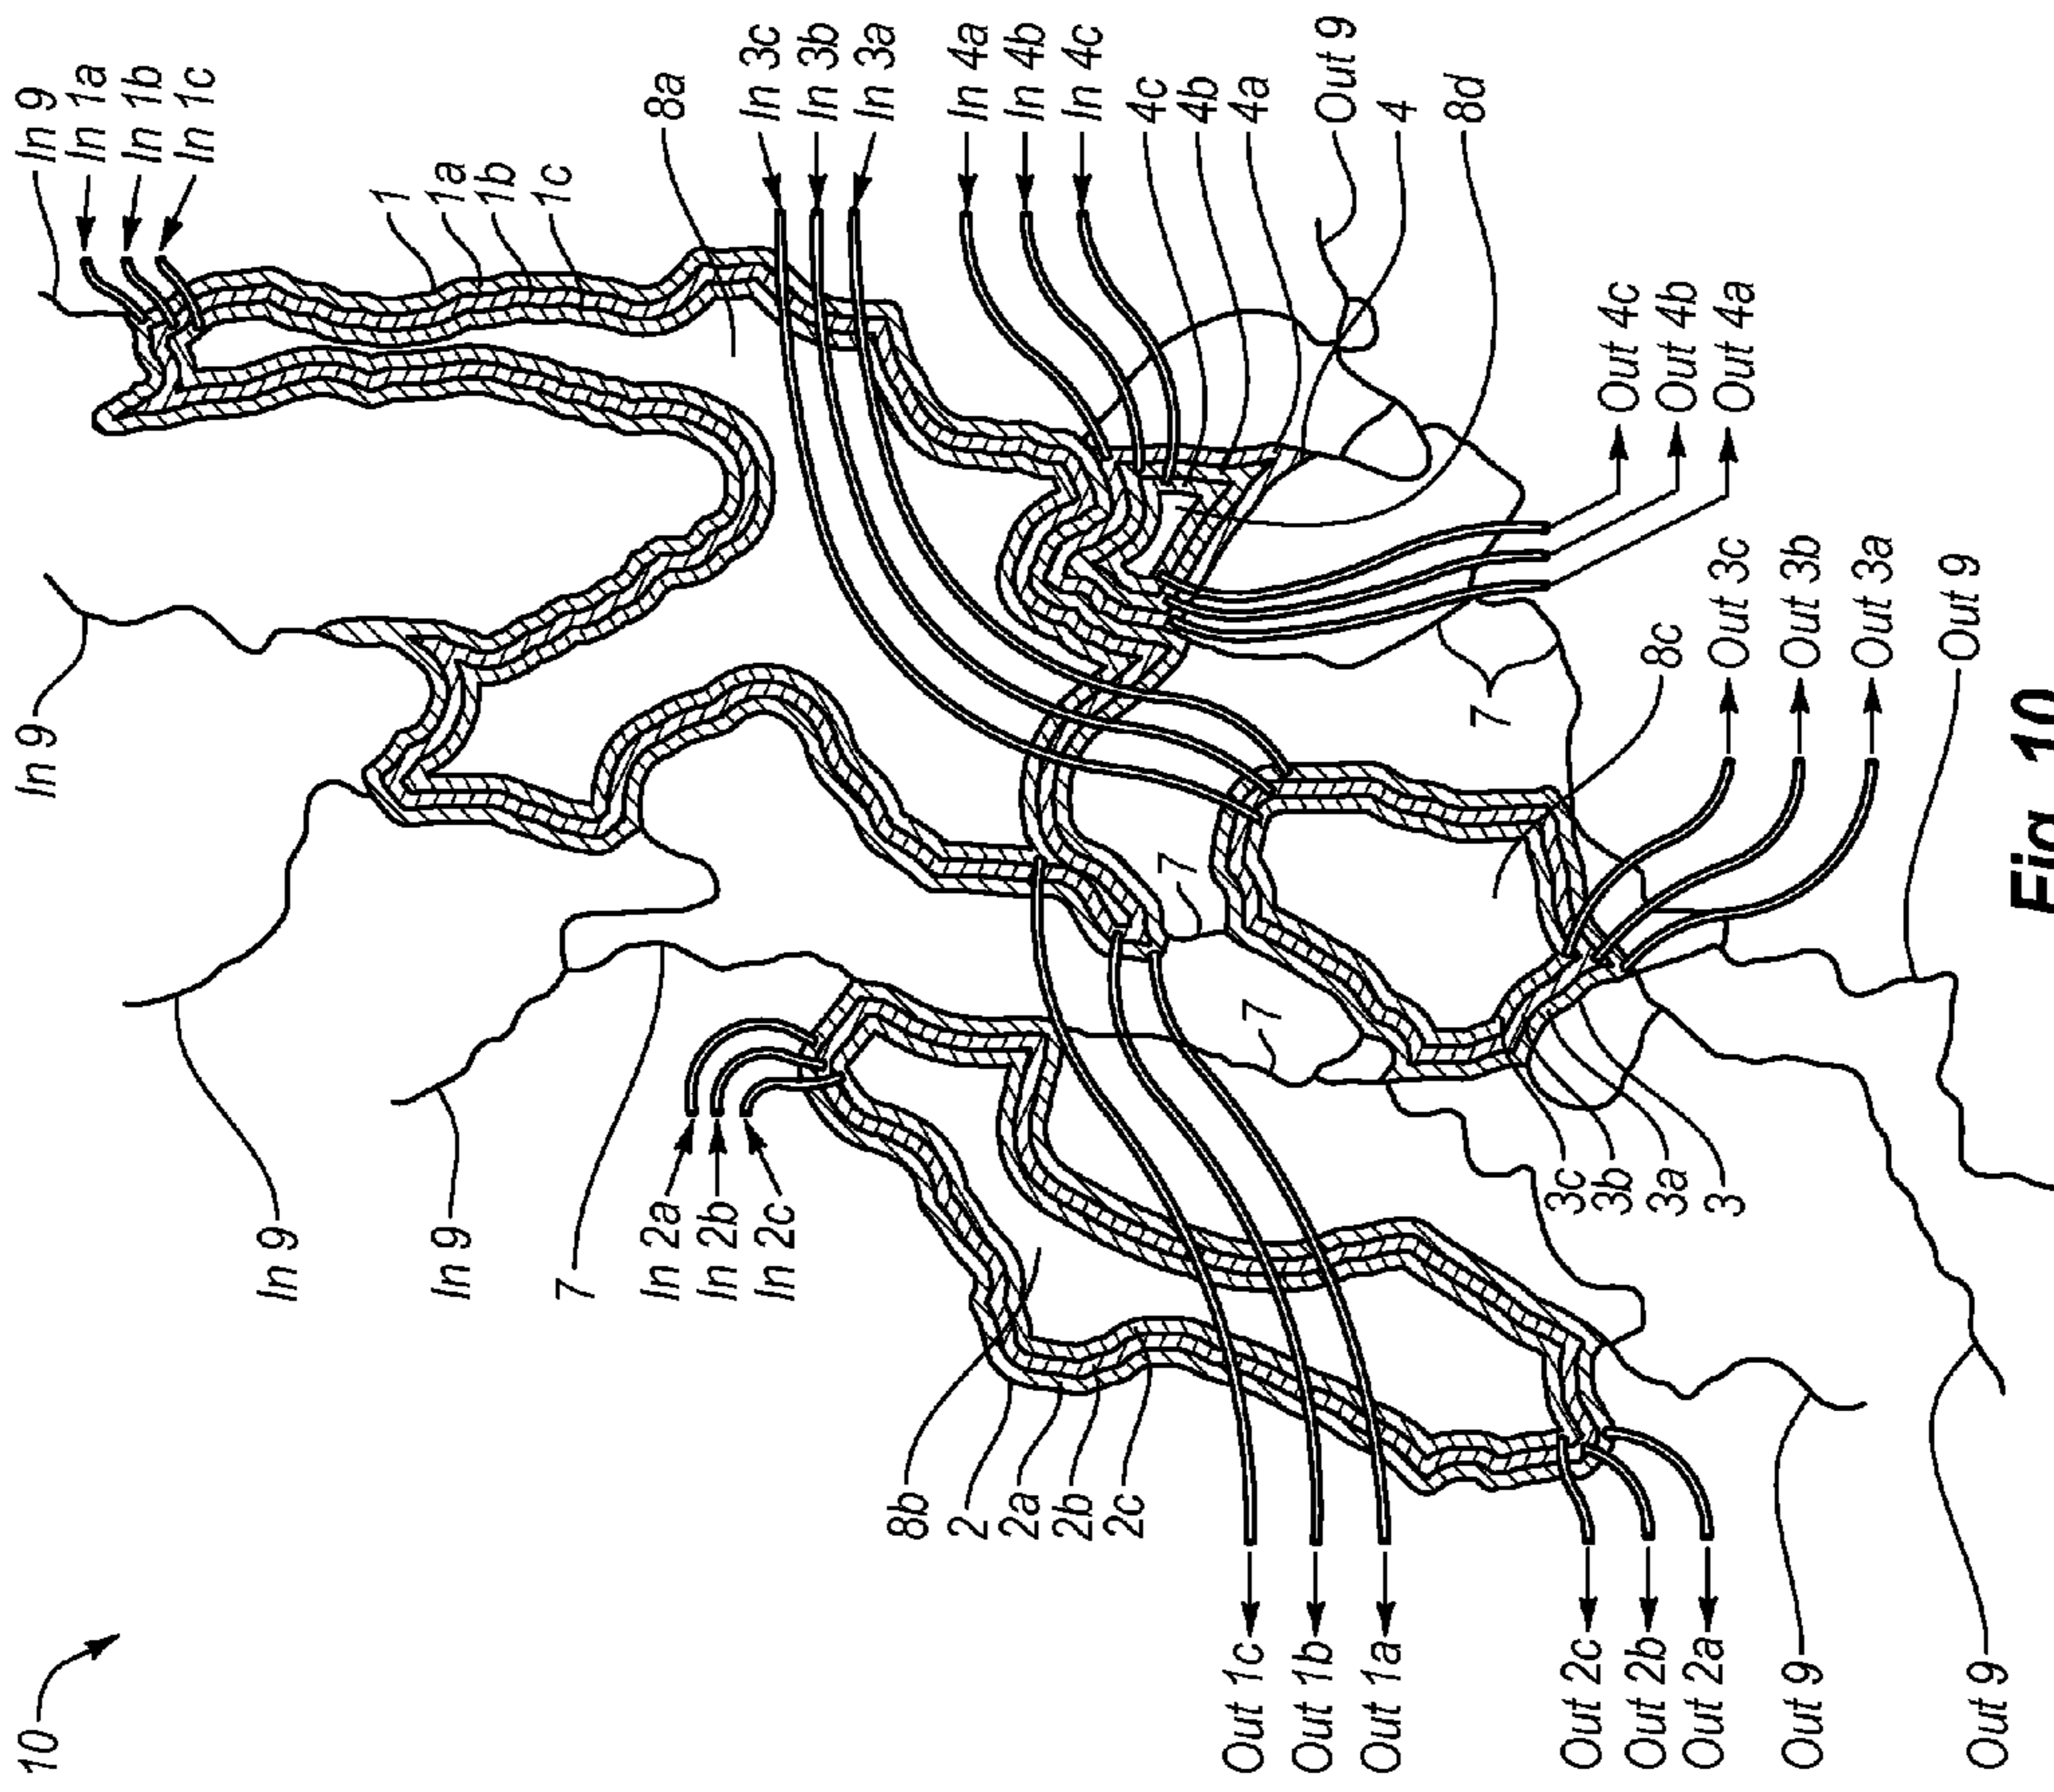 10
In 9
In 9
In 9
7
In 2a
In 2b
In 2c
In 9
In 9
In 1a
In 1b
In 1c
1
1a
1b
1c
8a
In 3c
In 3b
In 3a
In 4a
In 4b
In 4c
4c
4b
4a
Out 9
4
8d
8b
2
2a
2b
2c
7
7
7
8c
Out 4c
Out 4b
Out 4a
Out 3c
Out 3b
Out 3a
Out 9
3c
3b
3a
3
Out 1c
Out 1b
Out 1a
Out 2c
Out 2b
Out 2a
Out 9
Out 9
Fig. 10